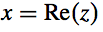 x = Re(z)